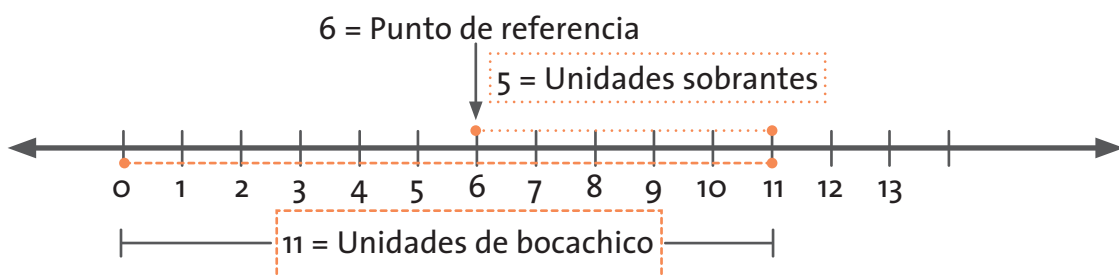 6 = Punto de referencia
5 = Unidades sobrantes
0 1 2 3 4 5 6 7 8 9 10 11 12 13
11 = Unidades de bocachico